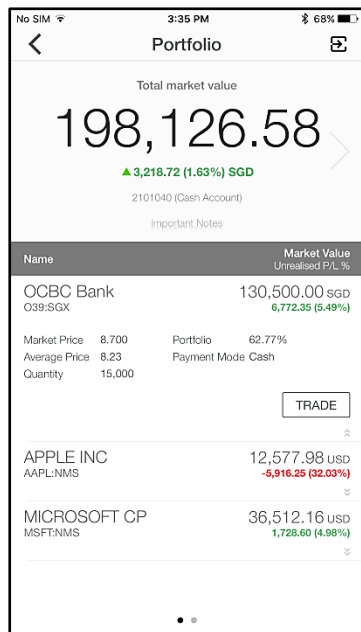 No SIM 3:35 PM 68%
Portfolio
Total market value
198,126.58
▲3,218.72 (1.63%) SGD
2101040 (Cash Account)
Important Notes
Name Market Value
Unrealised P/L %
OCBC Bank 130,500.00 SGD
O39:SGX 6,772.35 (5.49%)
Market Price 8.700 Portfolio 62.77%
Average Price 8.23 Payment Mode Cash
Quantity 15,000
TRADE
APPLE INC 12,577.98 USD
AAPL:NMS -5,916.25 (32.03%)
MICROSOFT CP 36,512.16 USD
MSFT:NMS 1,728.60 (4.98%)